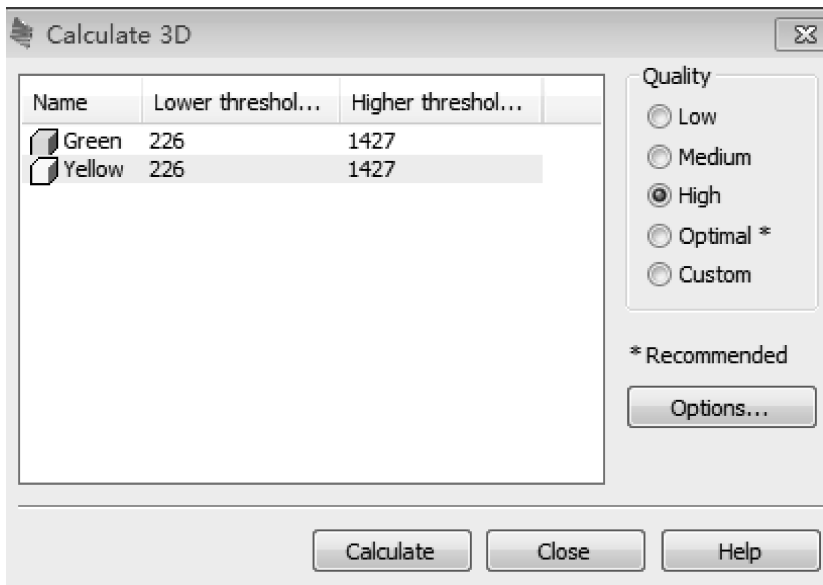 Calculate 3D
Name Lower threshol... Higher threshol...
Green 226 1427
Yellow 226 1427
Quality
Low
Medium
High
Optimal *
Custom
* Recommended
Options...
Calculate Close Help